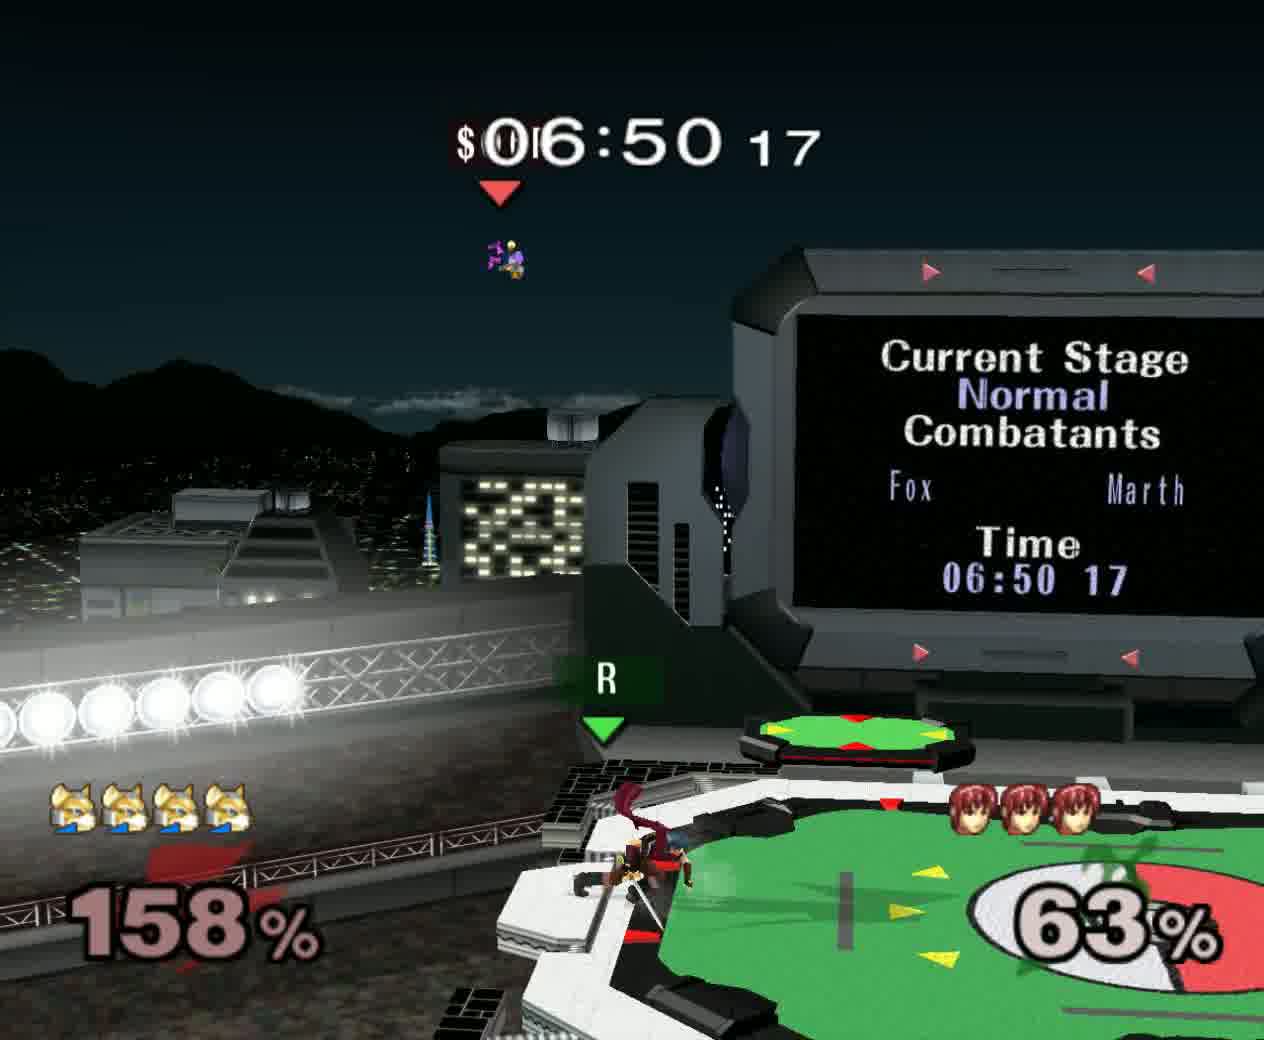 06:50 17
Current Stage
Normal
Combatants
Fox Marth
Time
06:50 17
R
158%
63%